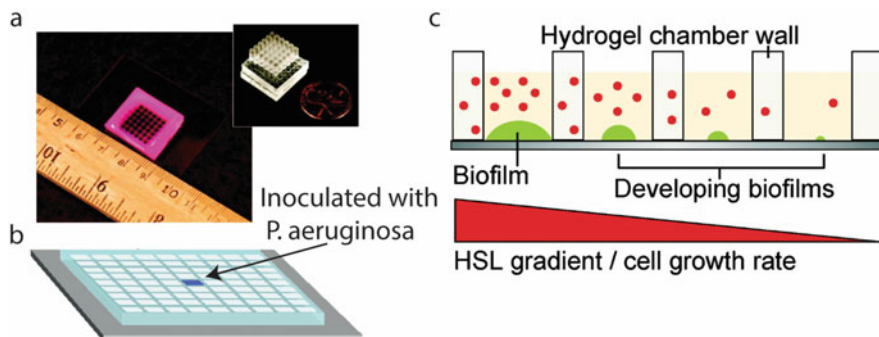 a
b
Inoculated with
P. aeruginosa
c
Hydrogel chamber wall
Biofilm
Developing biofilms
HSL gradient / cell growth rate